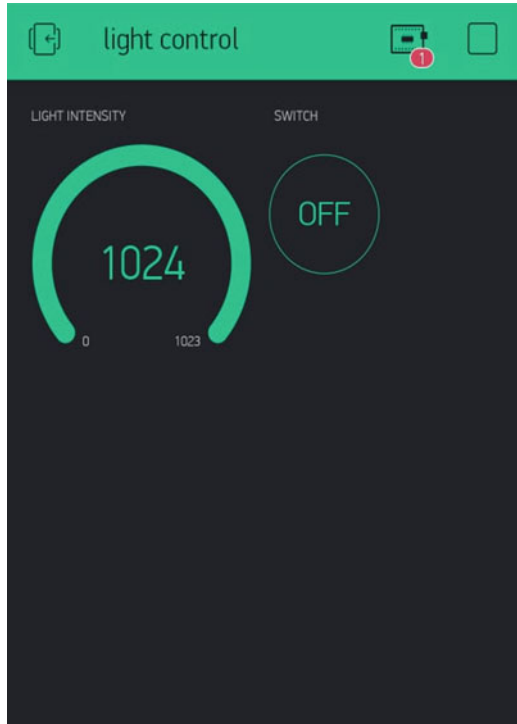 light control
1
LIGHT INTENSITY
SWITCH
1024
OFF
0
1023